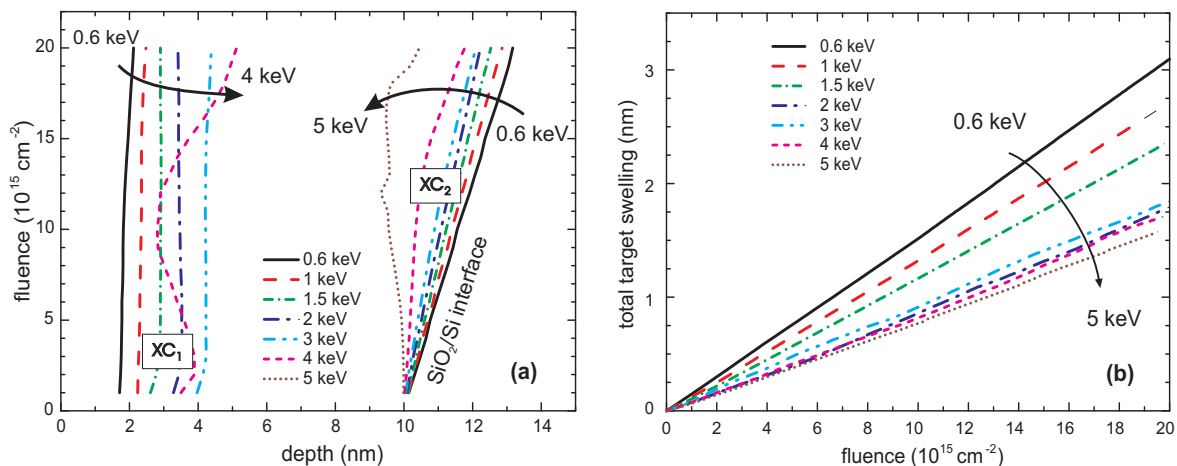 fluence (10¹⁵ cm⁻²)
20
15
10
5
0
0.6 keV
4 keV
5 keV
0.6 keV
XC₂
XC₁
0.6 keV
1 keV
1.5 keV
2 keV
3 keV
4 keV
5 keV
SiO₂/Si interface
(a)
0 2 4 6 8 10 12 14
depth (nm)
total target swelling (nm)
3
2
1
0
0.6 keV
1 keV
1.5 keV
2 keV
3 keV
4 keV
5 keV
0.6 keV
5 keV
(b)
0 2 4 6 8 10 12 14 16 18 20
fluence (10¹⁵ cm⁻²)